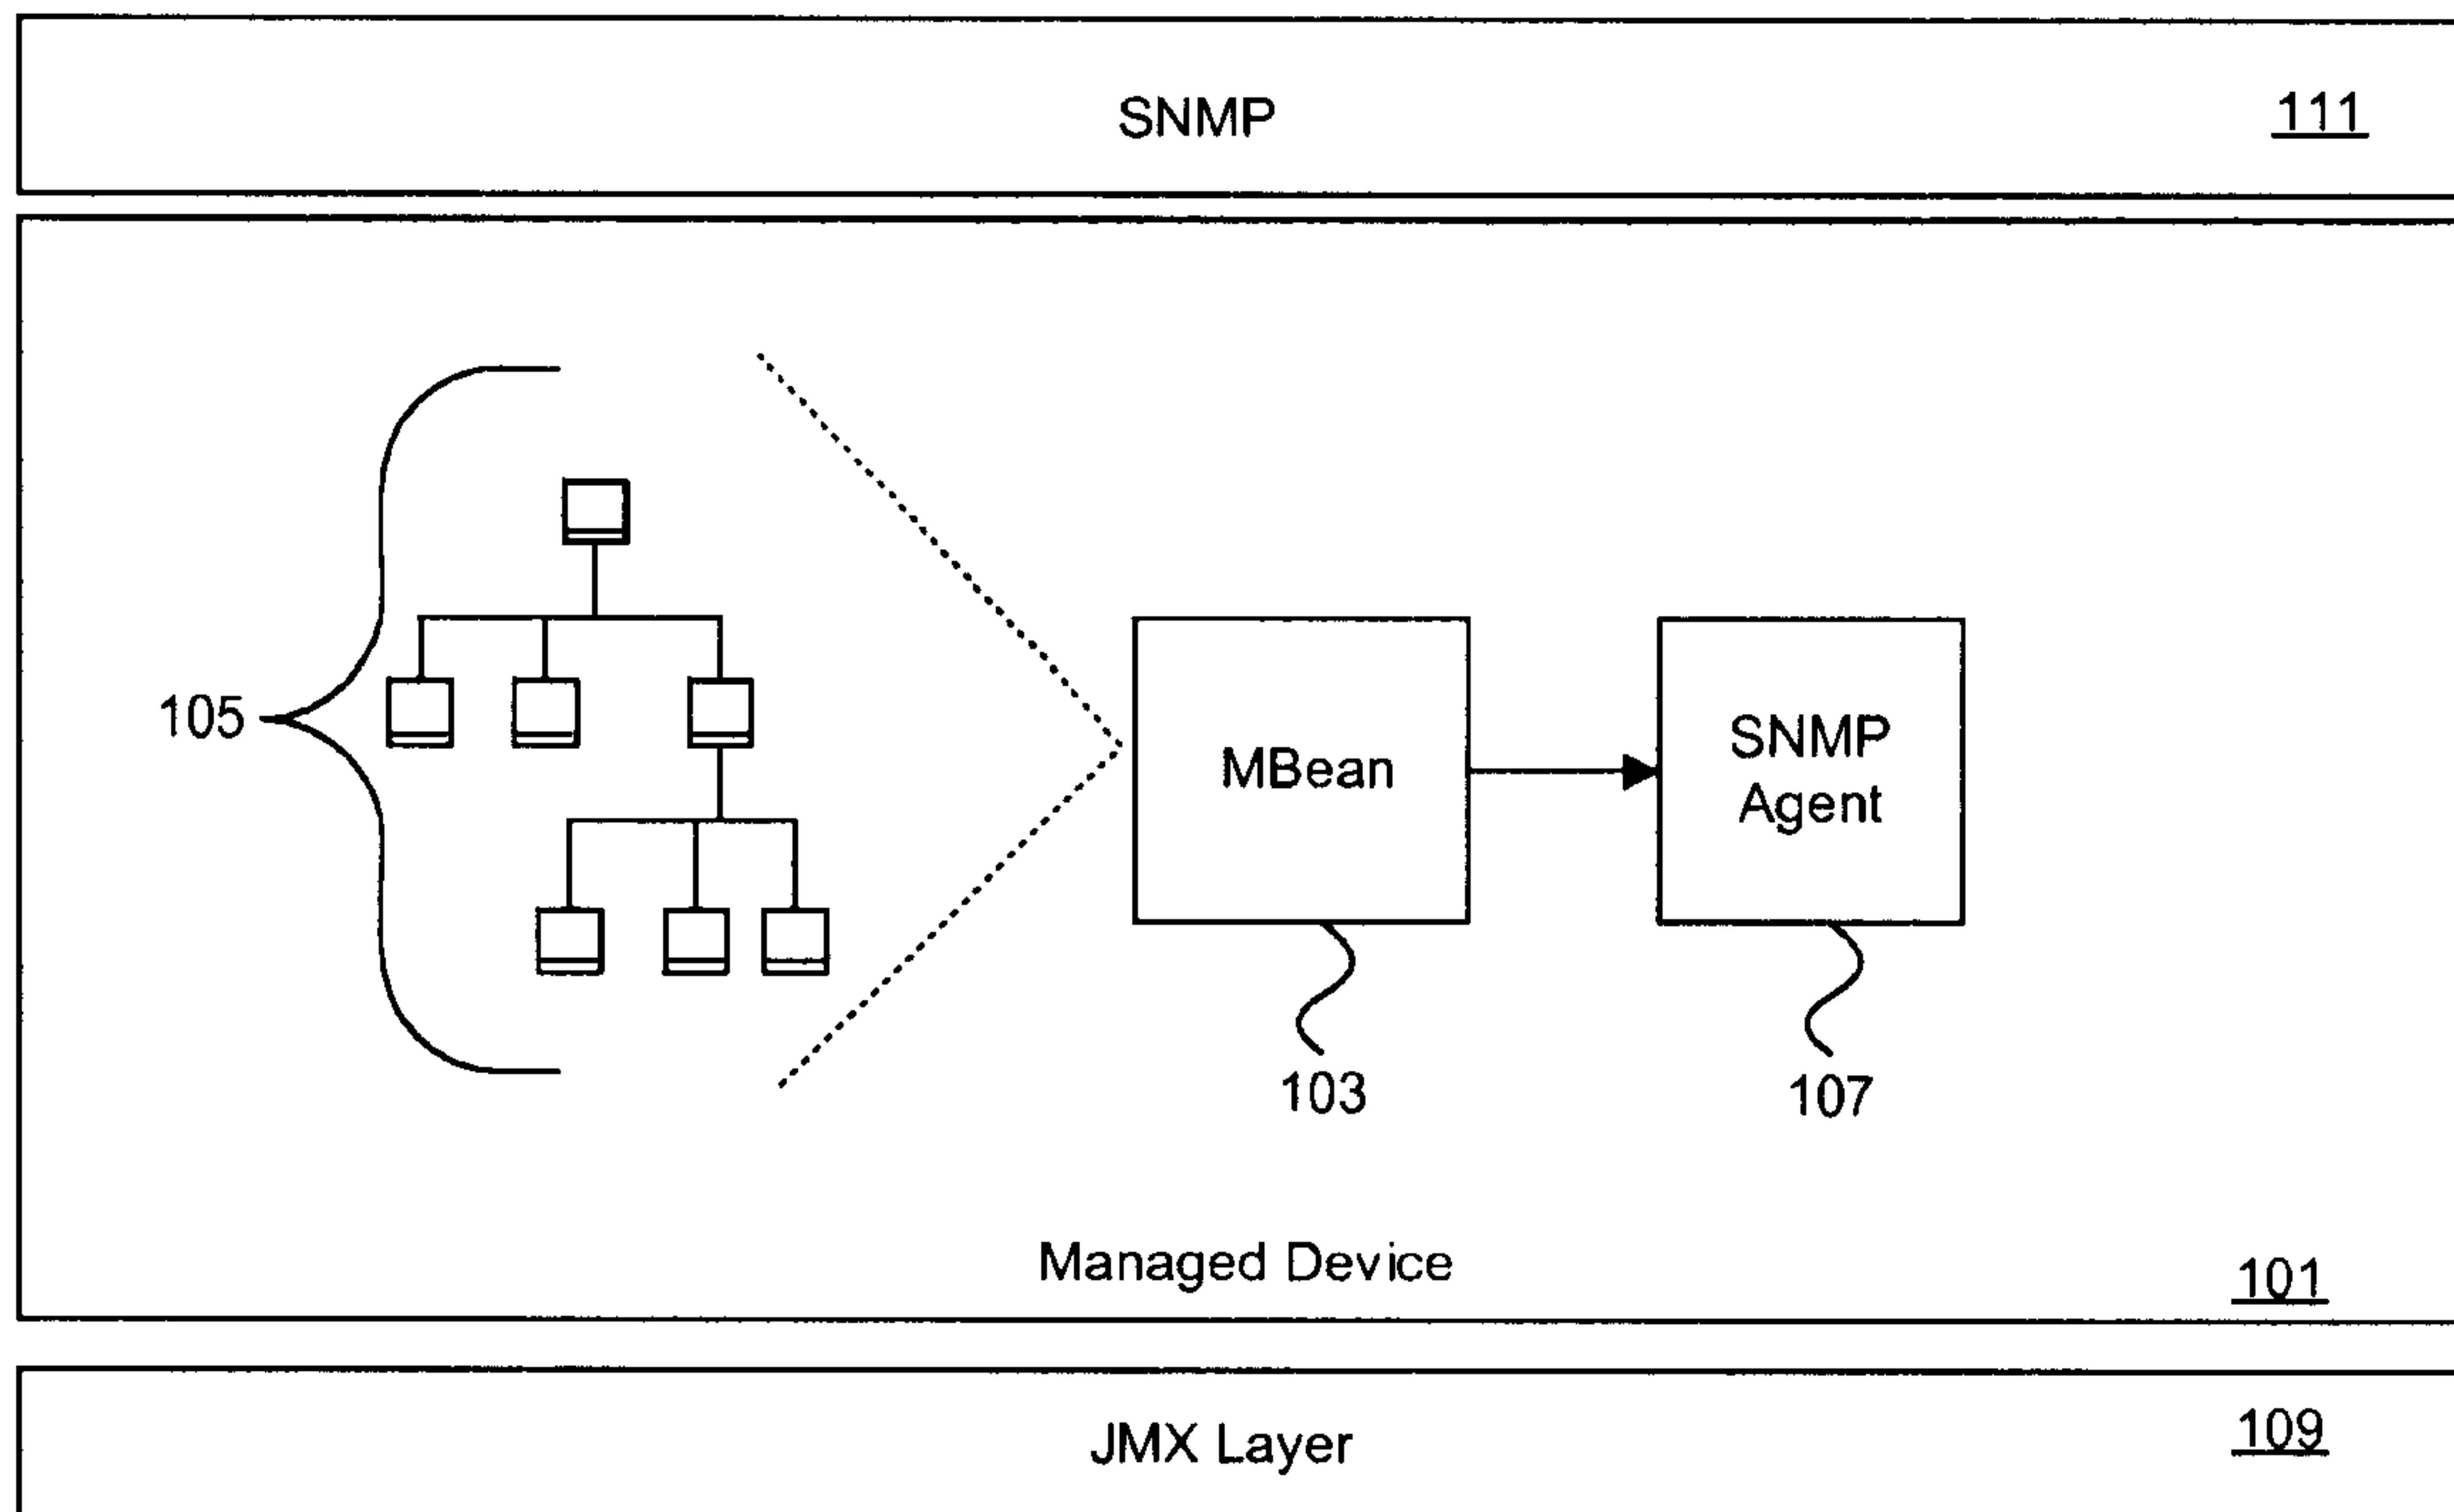 SNMP 111
105
MBean
SNMP
Agent
103
107
Managed Device 101
JMX Layer 109